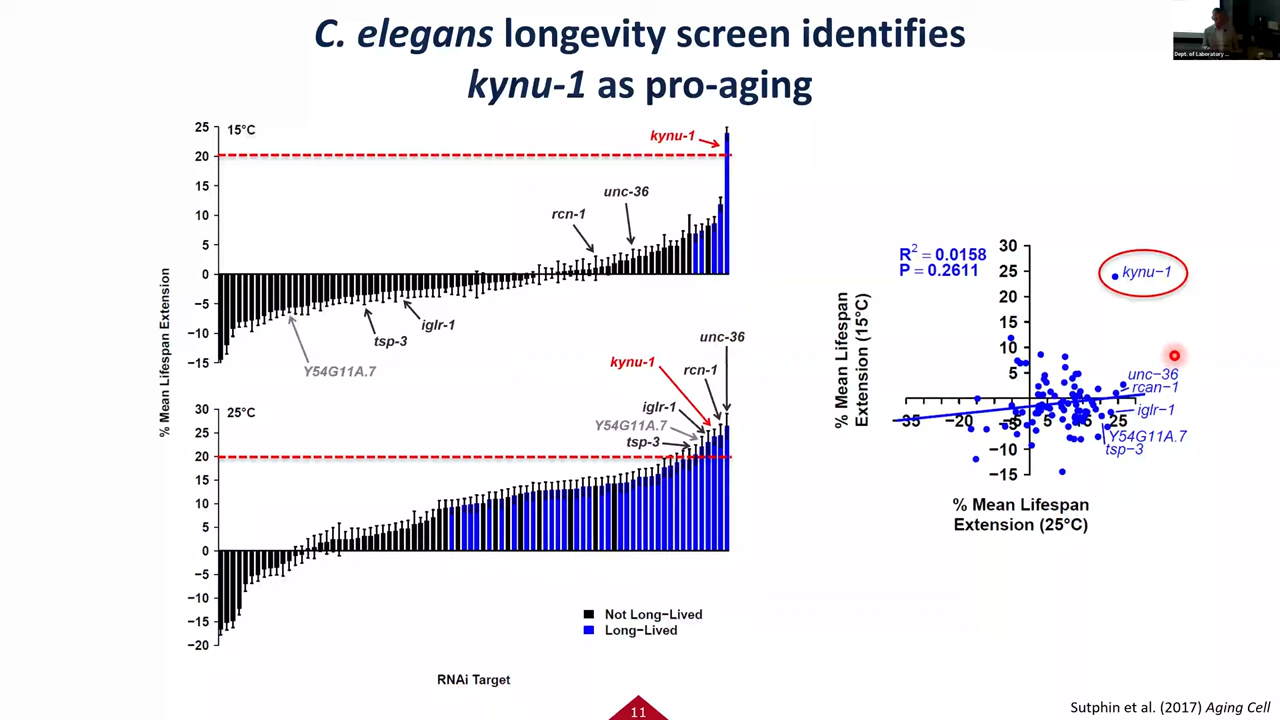 C. elegans longevity screen identifies
kynu-1 as pro-aging
Dept. of Laboratory ...
% Mean Lifespan Extension
15°C
25
20
15
10
5
0
−5
−10
−15
kynu-1
unc-36
rcn-1
iglr-1
tsp-3
Y54G11A.7
25°C
30
25
20
15
10
5
0
−5
−10
−15
−20
unc-36
kynu-1
rcn-1
iglr-1
Y54G11A.7
tsp-3
Not Long−Lived
Long−Lived
RNAi Target
R2 = 0.0158
P = 0.2611
% Mean Lifespan
Extension (15°C)
30
25
20
15
10
5
−5
−10
−15
−35
−20
−5
5
15
25
kynu−1
unc−36
rcan−1
iglr−1
Y54G11A.7
tsp−3
% Mean Lifespan
Extension (25°C)
11
Sutphin et al. (2017) Aging Cell